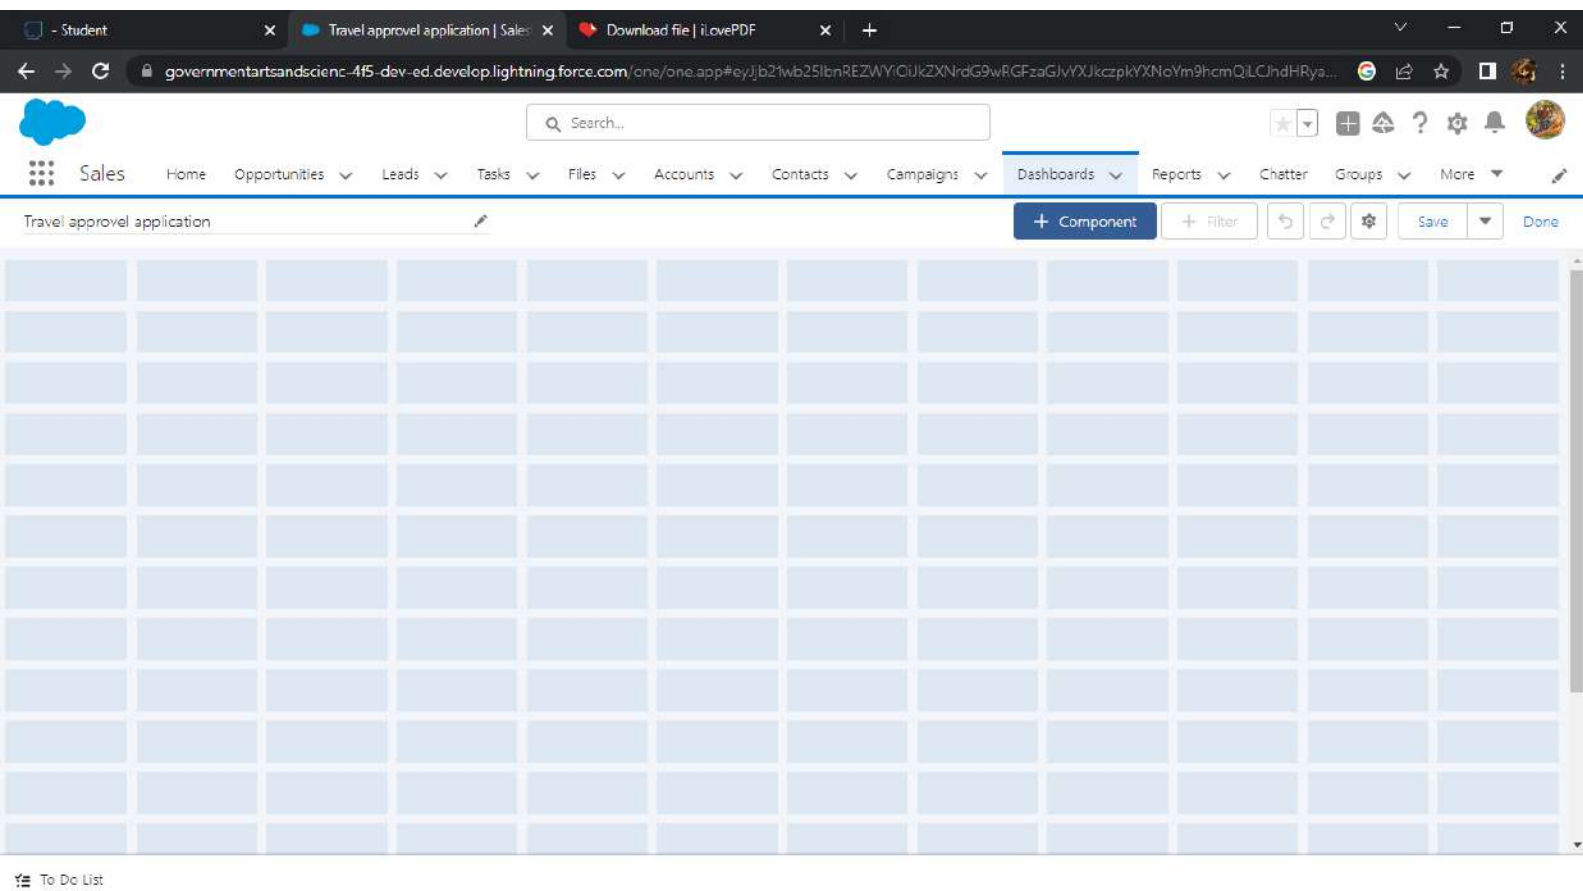 - Student
Travel approvel application | Sales
Download file | iLovePDF
governmentartsandscienc-4f5-dev-ed.develop.lightning.force.com/one/one.app#
Search...
Sales
Home
Opportunities
Leads
Tasks
Files
Accounts
Contacts
Campaigns
Dashboards
Reports
Chatter
Groups
More
Travel approvel application
+ Component
+ Filter
Save
Done
To Do List